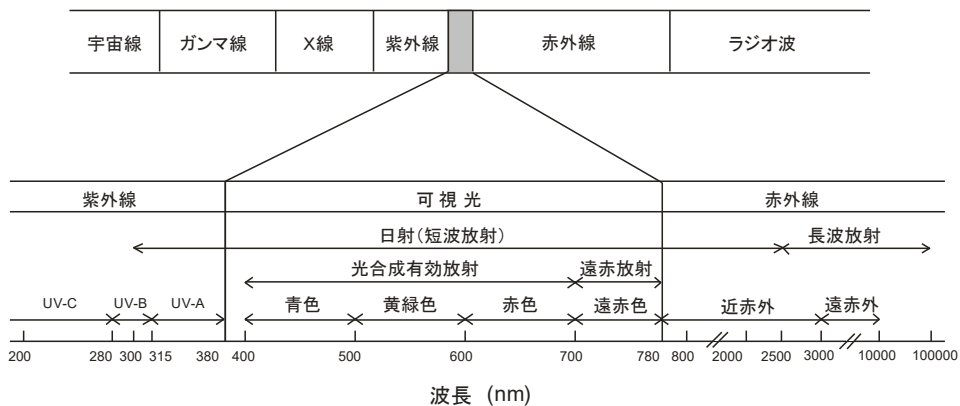 宇宙線 ガンマ線 X線 紫外線 赤外線 ラジオ波
紫外線 可視光 赤外線
日射(短波放射) 長波放射
光合成有効放射 遠赤放射
UV-C UV-B UV-A 青色 黄緑色 赤色 遠赤色 近赤外 遠赤外
200 280 300 315 380 400 500 600 700 780 800 2000 2500 3000 10000 100000
波長 (nm)